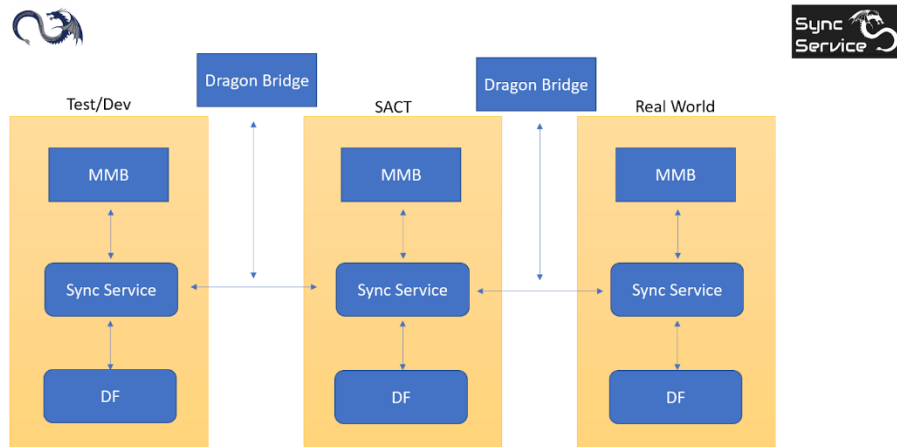 Sync
Service
Dragon Bridge
Dragon Bridge
Test/Dev
SACT
Real World
MMB
MMB
MMB
Sync Service
Sync Service
Sync Service
DF
DF
DF